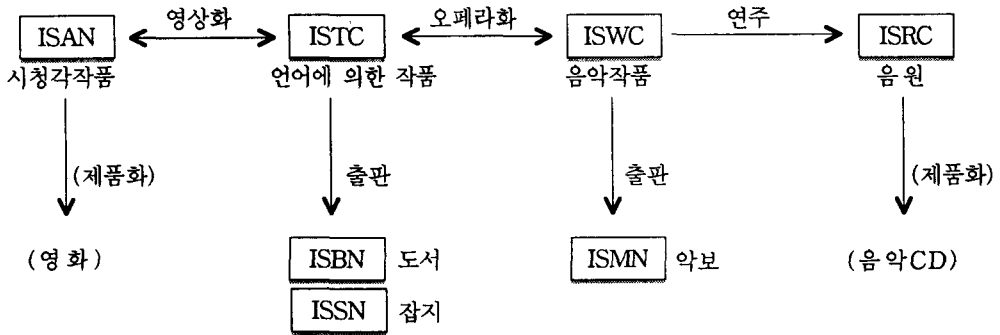 영상화 오페라화 연주
ISAN ISTC ISWC ISRC
시청각작품 언어에 의한 작품 음악작품 음원
(제품화) 출판 출판 (제품화)
(영화) ISBN 도서 ISMN 악보 (음악CD)
ISSN 잡지